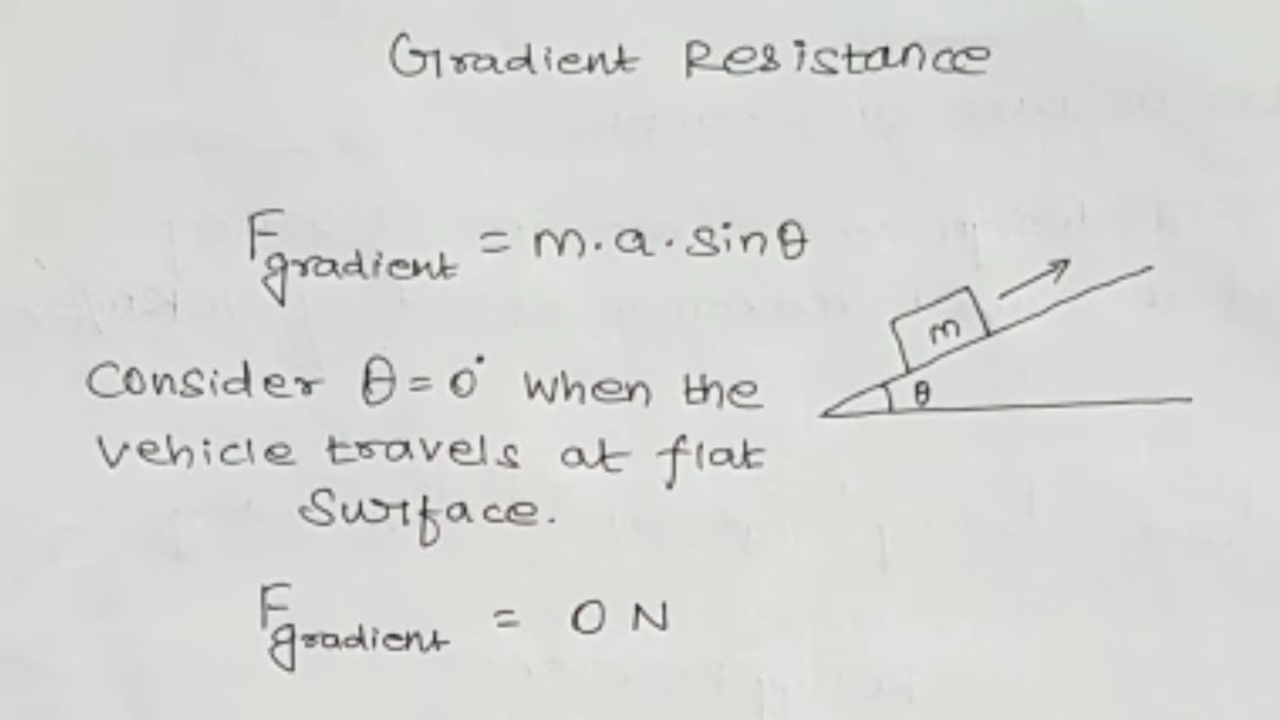 Gradient Resistance
Fgradient = m.a.sinθ
m
θ
Consider θ = 0° when the
vehicle travels at flat
Surface.
Fgradient = 0 N